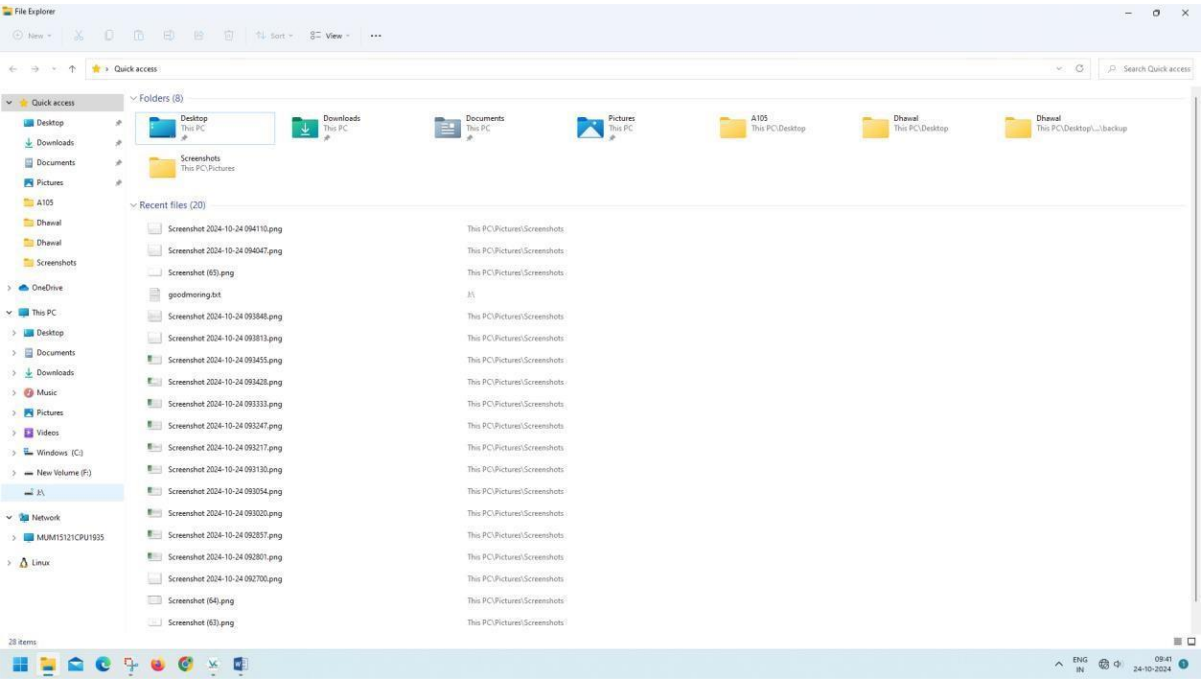 File Explorer
New
Sort
View
Quick access
Search Quick access
Quick access
Desktop
Downloads
Documents
Pictures
A105
Dhawal
Dhawal
Screenshots
OneDrive
This PC
Desktop
Documents
Downloads
Music
Pictures
Videos
Windows (C:)
New Volume (F:)
Network
MUM15121CPU1935
Linux
Folders (8)
Desktop
This PC
Downloads
This PC
Documents
This PC
Pictures
This PC
A105
This PC\Desktop
Dhawal
This PC\Desktop
Dhawal
This PC\Desktop\...\backup
Screenshots
This PC\Pictures
Recent files (20)
Screenshot 2024-10-24 094110.png This PC\Pictures\Screenshots
Screenshot 2024-10-24 094047.png This PC\Pictures\Screenshots
Screenshot (65).png This PC\Pictures\Screenshots
goodmoring.txt
Screenshot 2024-10-24 093848.png This PC\Pictures\Screenshots
Screenshot 2024-10-24 093813.png This PC\Pictures\Screenshots
Screenshot 2024-10-24 093455.png This PC\Pictures\Screenshots
Screenshot 2024-10-24 093428.png This PC\Pictures\Screenshots
Screenshot 2024-10-24 093333.png This PC\Pictures\Screenshots
Screenshot 2024-10-24 093247.png This PC\Pictures\Screenshots
Screenshot 2024-10-24 093217.png This PC\Pictures\Screenshots
Screenshot 2024-10-24 093130.png This PC\Pictures\Screenshots
Screenshot 2024-10-24 093054.png This PC\Pictures\Screenshots
Screenshot 2024-10-24 093020.png This PC\Pictures\Screenshots
Screenshot 2024-10-24 092857.png This PC\Pictures\Screenshots
Screenshot 2024-10-24 092801.png This PC\Pictures\Screenshots
Screenshot 2024-10-24 092700.png This PC\Pictures\Screenshots
Screenshot (64).png This PC\Pictures\Screenshots
Screenshot (63).png This PC\Pictures\Screenshots
28 items
ENG
IN
09:41
24-10-2024
1